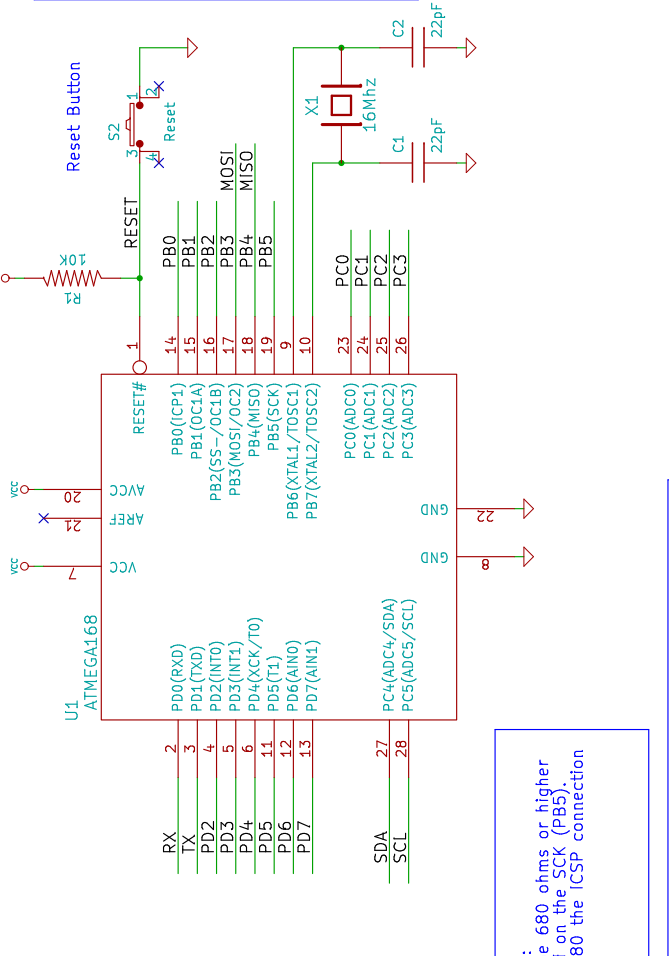 Reset Button
S2
Reset
1
2
3
4
RESET
10K
R1
X1
16Mhz
C2
22pF
C1
22pF
PB0
PB1
PB2
PB3
MOSI
PB4
MISO
PB5
PC0
PC1
PC2
PC3
1
14
15
16
17
18
19
9
10
23
24
25
26
RESET#
PB0(ICP1)
PB1(OC1A)
PB2(SS-/OC1B)
PB3(MOSI/OC2)
PB4(MISO)
PB5(SCK)
PB6(XTAL1/TOSC1)
PB7(XTAL2/TOSC2)
PC0(ADC0)
PC1(ADC1)
PC2(ADC2)
PC3(ADC3)
VCC
20
AVCC
21
AREF
VCC
7
VCC
GND
22
GND
8
U1
ATMEGA168
PD0(RXD)
PD1(TXD)
PD2(INT0)
PD3(INT1)
PD4(XCK/T0)
PD5(T1)
PD6(AIN0)
PD7(AIN1)
PC4(ADC4/SDA)
PC5(ADC5/SCL)
2
3
4
5
6
11
12
13
27
28
RX
TX
PD2
PD3
PD4
PD5
PD6
PD7
SDA
SCL
:
e 680 ohms or higher
on the SCK (PB5).
80 the ICSP connection